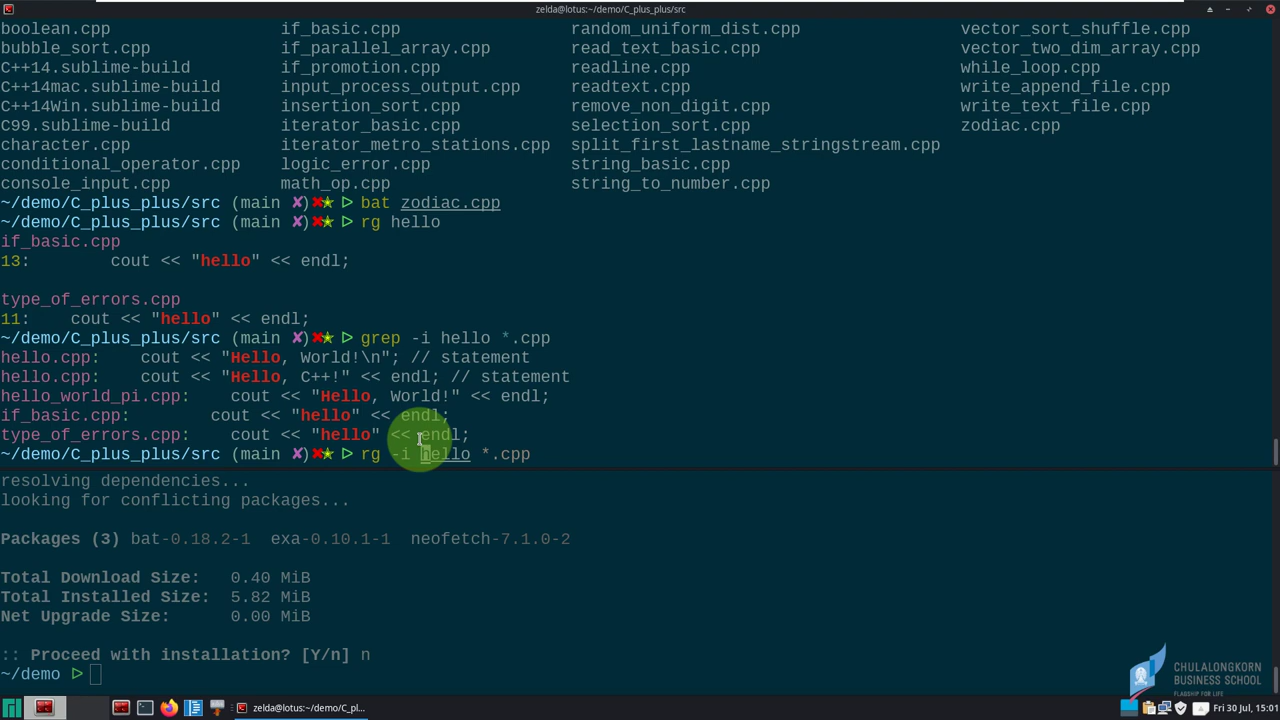 zelda@lotus:~/demo/C_plus_plus/src
boolean.cpp if_basic.cpp random_uniform_dist.cpp vector_sort_shuffle.cpp
bubble_sort.cpp if_parallel_array.cpp read_text_basic.cpp vector_two_dim_array.cpp
C++14.sublime-build if_promotion.cpp readline.cpp while_loop.cpp
C++14mac.sublime-build input_process_output.cpp readtext.cpp write_append_file.cpp
C++14Win.sublime-build insertion_sort.cpp remove_non_digit.cpp write_text_file.cpp
C99.sublime-build iterator_basic.cpp selection_sort.cpp zodiac.cpp
character.cpp iterator_metro_stations.cpp split_first_lastname_stringstream.cpp
conditional_operator.cpp logic_error.cpp string_basic.cpp
console_input.cpp math_op.cpp string_to_number.cpp
~/demo/C_plus_plus/src (main ✘)✖★ ▷ bat zodiac.cpp
~/demo/C_plus_plus/src (main ✘)✖★ ▷ rg hello
if_basic.cpp
13: cout << "hello" << endl;
type_of_errors.cpp
11: cout << "hello" << endl;
~/demo/C_plus_plus/src (main ✘)✖★ ▷ grep -i hello *.cpp
hello.cpp: cout << "Hello, World!\n"; // statement
hello.cpp: cout << "Hello, C++!" << endl; // statement
hello_world_pi.cpp: cout << "Hello, World!" << endl;
if_basic.cpp: cout << "hello" << endl;
type_of_errors.cpp: cout << "hello" << endl;
~/demo/C_plus_plus/src (main ✘)✖★ ▷ rg -i hello *.cpp
resolving dependencies...
looking for conflicting packages...
Packages (3) bat-0.18.2-1 exa-0.10.1-1 neofetch-7.1.0-2
Total Download Size: 0.40 MiB
Total Installed Size: 5.82 MiB
Net Upgrade Size: 0.00 MiB
:: Proceed with installation? [Y/n] n
~/demo ▷
CHULALONGKORN
BUSINESS SCHOOL
FLAGSHIP FOR LIFE
zelda@lotus:~/demo/C_pl...
Fri 30 Jul, 15:01